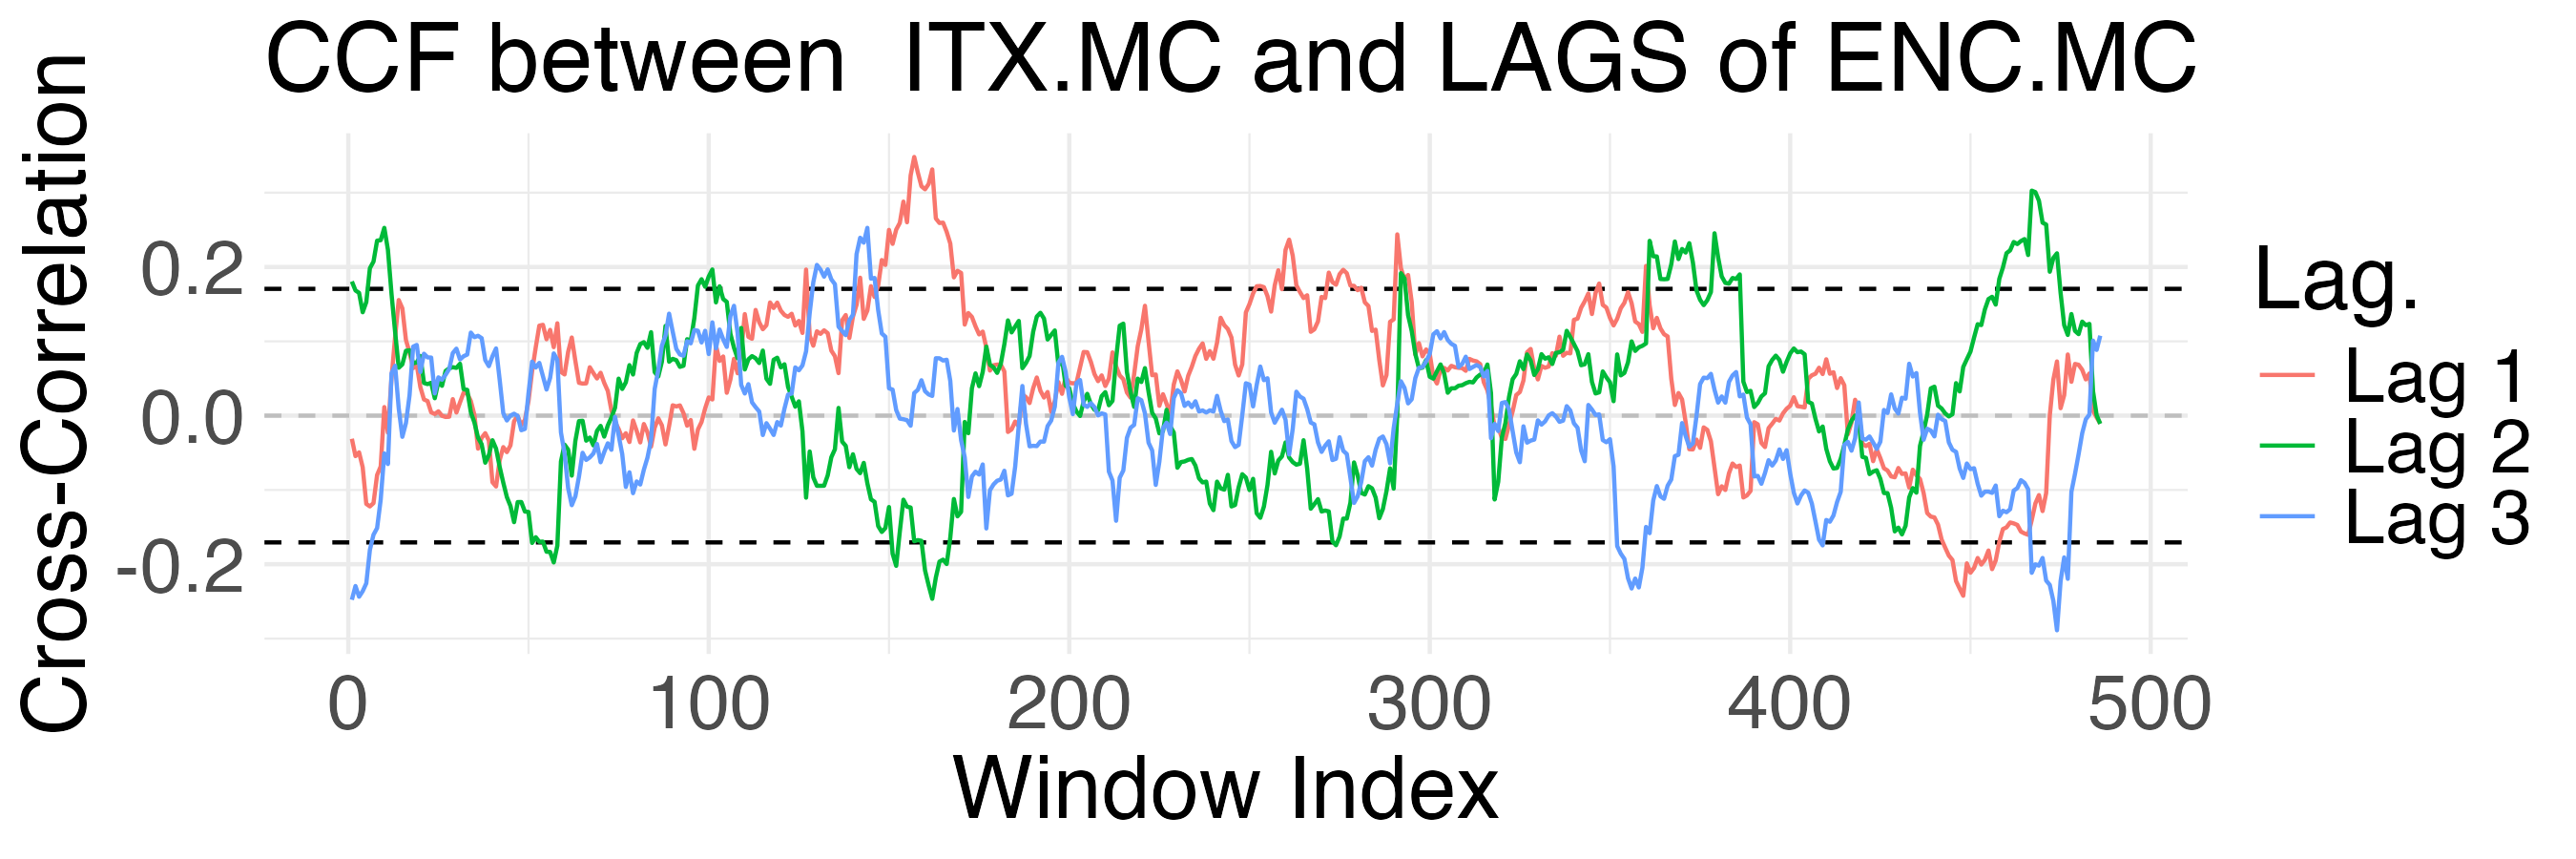 CCF between ITX.MC and LAGS of ENC.MC
Cross-Correlation
0.2
0.0
-0.2
0 100 200 300 400 500
Window Index
Lag.
Lag 1
Lag 2
Lag 3